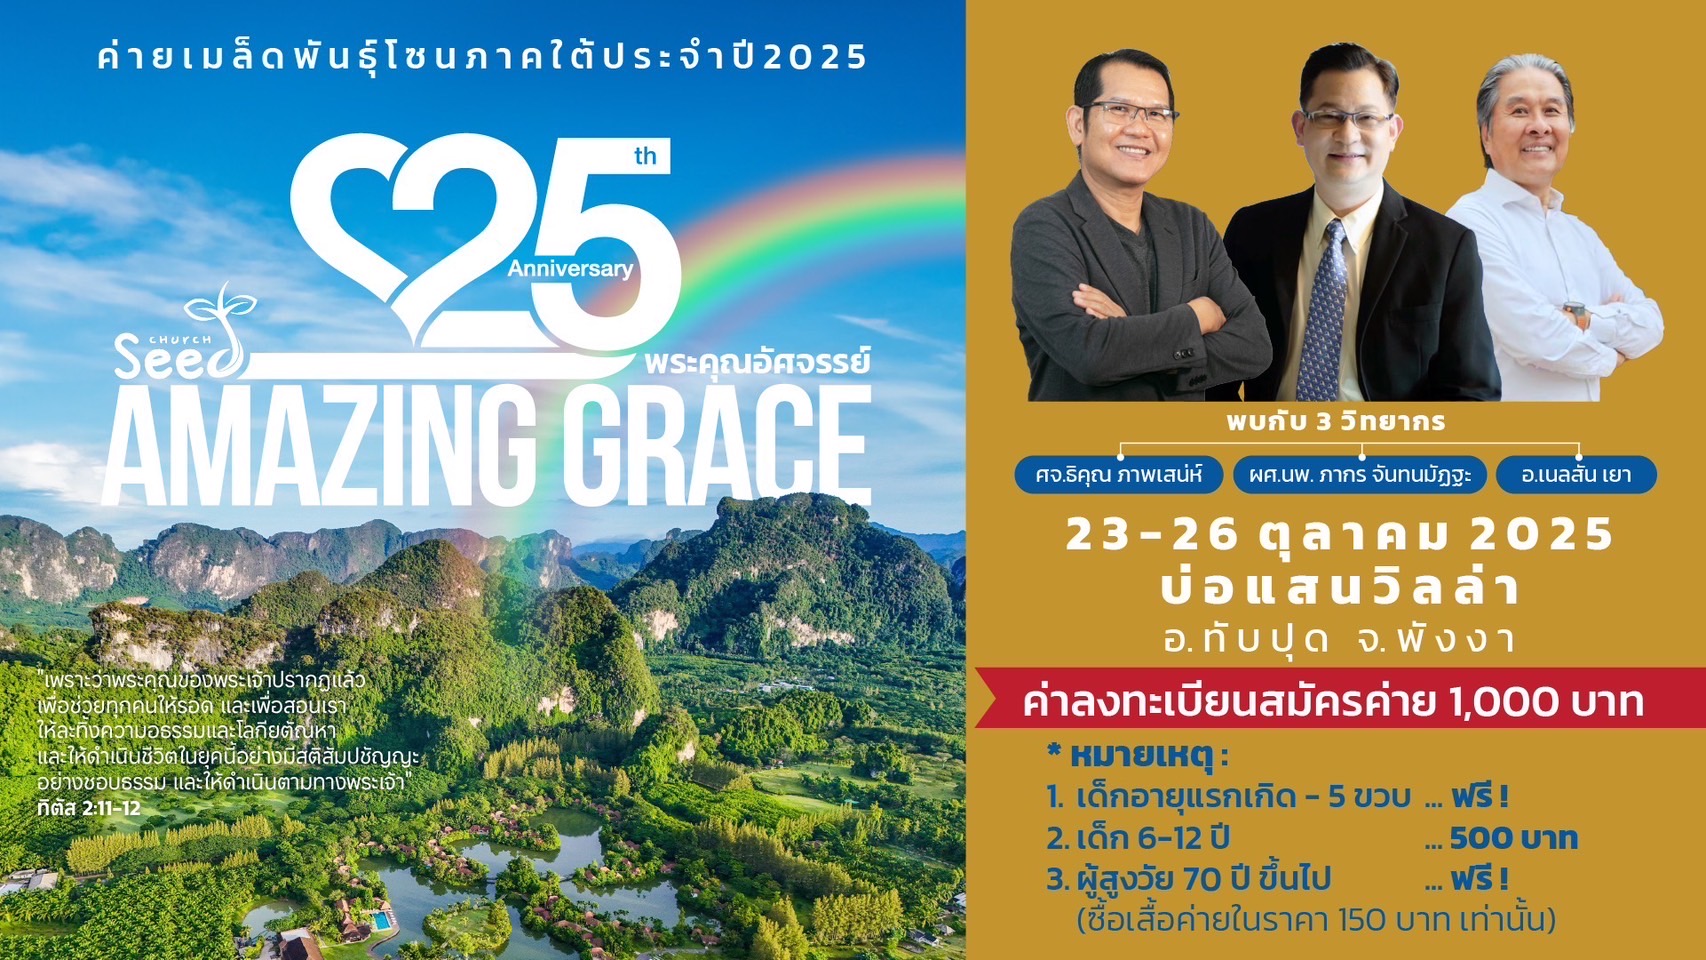 ค่ายเมล็ดพันธุ์โซนภาคใต้ประจำปี2025
25th
Anniversary
CHURCH
Seed
พระคุณอัศจรรย์
AMAZING GRACE
"เพราะว่าพระคุณของพระเจ้าปรากฏแล้ว
เพื่อช่วยทุกคนให้รอด และเพื่อสอนเรา
ให้ละทิ้งความอธรรมและโลกียตัณหา
และให้ดำเนินชีวิตในยุคนี้อย่างมีสติสัมปชัญญะ
อย่างชอบธรรม และให้ดำเนินตามทางพระเจ้า"
ทิตัส 2:11-12
พบกับ 3 วิทยากร
ศจ.ธิคุณ ภาพเสน่ห์
ผศ.นพ. ภากร จันทนมัฏฐะ
อ.เนลสัน เยา
23-26 ตุลาคม 2025
บ่อแสนวิลล่า
อ.ทับปุด จ.พังงา
ค่าลงทะเบียนสมัครค่าย 1,000 บาท
* หมายเหตุ :
1. เด็กอายุแรกเกิด - 5 ขวบ ... ฟรี !
2. เด็ก 6-12 ปี ... 500 บาท
3. ผู้สูงวัย 70 ปี ขึ้นไป ... ฟรี !
(ซื้อเสื้อค่ายในราคา 150 บาท เท่านั้น)